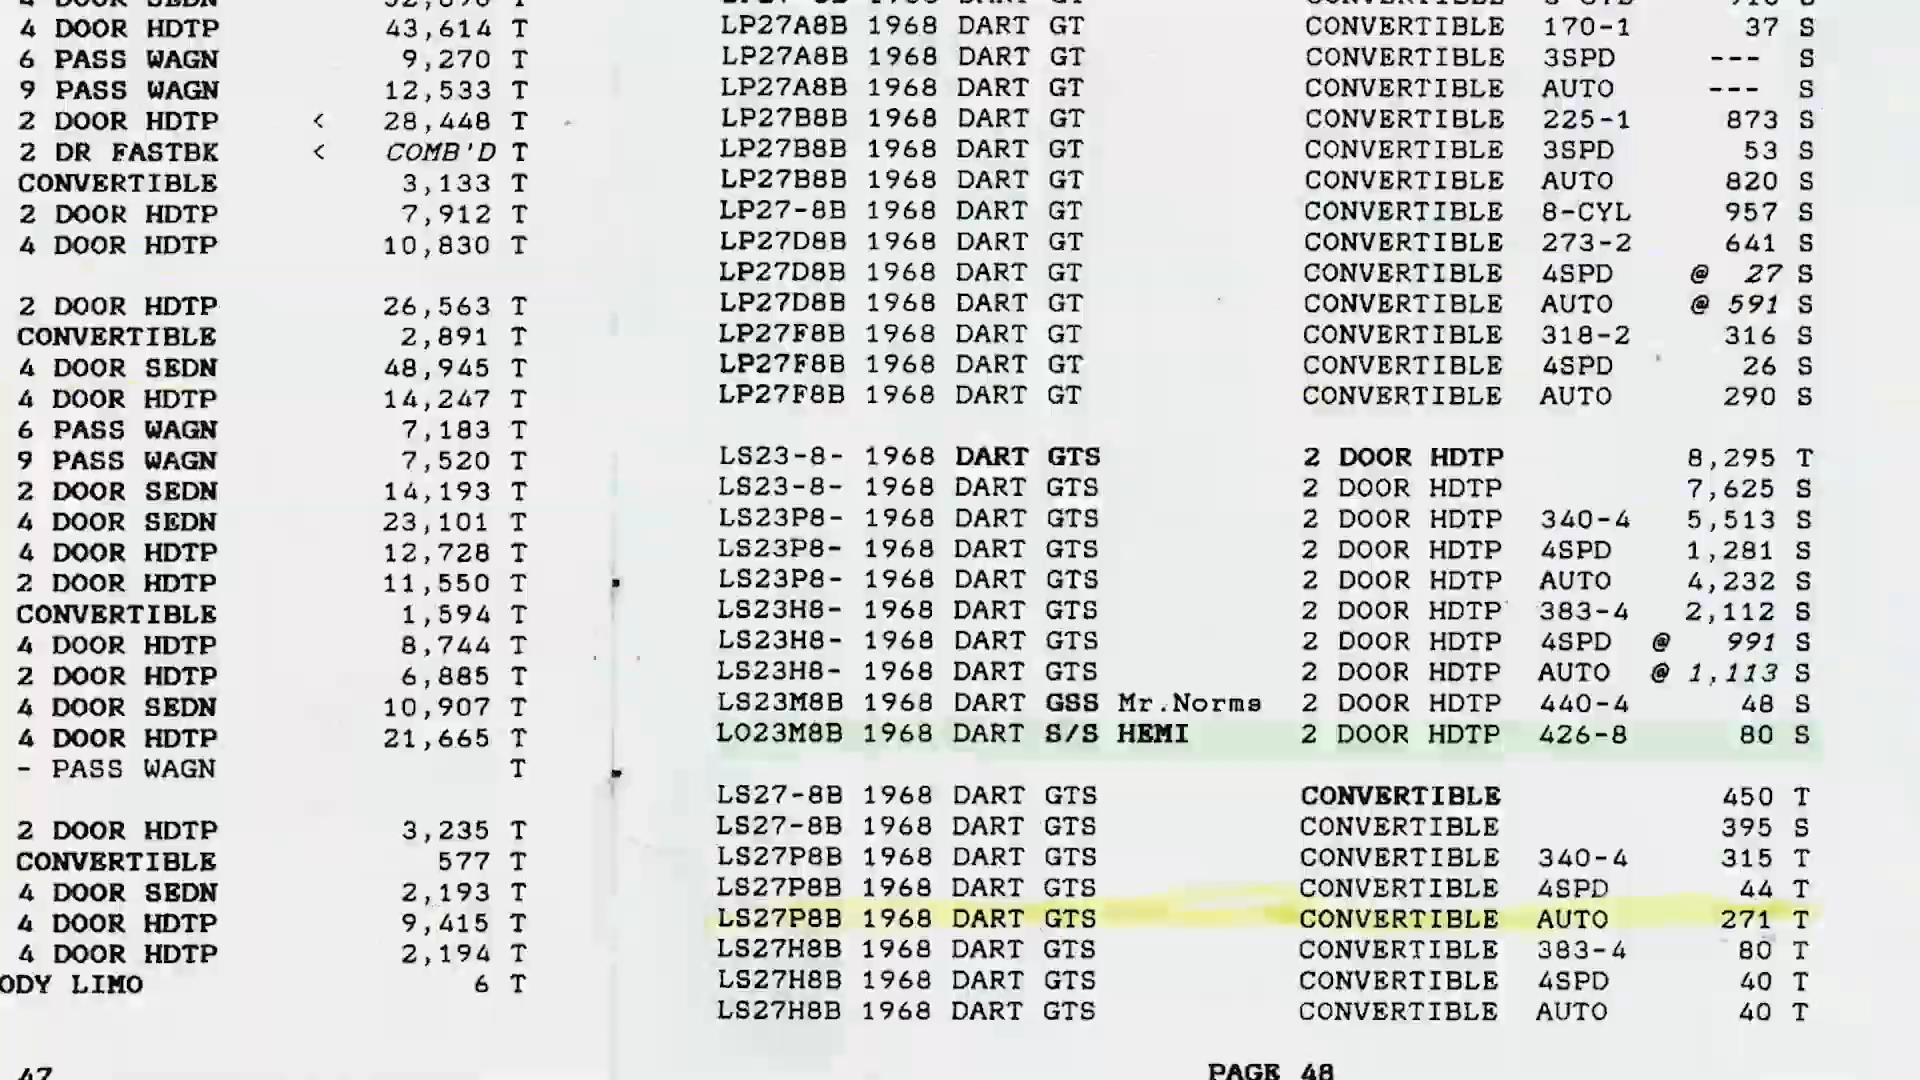 4 DOOR SEDN
4 DOOR HDTP 43,614 T
6 PASS WAGN 9,270 T
9 PASS WAGN 12,533 T
2 DOOR HDTP < 28,448 T
2 DR FASTBK < COMB'D T
CONVERTIBLE 3,133 T
2 DOOR HDTP 7,912 T
4 DOOR HDTP 10,830 T
2 DOOR HDTP 26,563 T
CONVERTIBLE 2,891 T
4 DOOR SEDN 48,945 T
4 DOOR HDTP 14,247 T
6 PASS WAGN 7,183 T
9 PASS WAGN 7,520 T
2 DOOR SEDN 14,193 T
4 DOOR SEDN 23,101 T
4 DOOR HDTP 12,728 T
2 DOOR HDTP 11,550 T
CONVERTIBLE 1,594 T
4 DOOR HDTP 8,744 T
2 DOOR HDTP 6,885 T
4 DOOR SEDN 10,907 T
4 DOOR HDTP 21,665 T
- PASS WAGN T
2 DOOR HDTP 3,235 T
CONVERTIBLE 577 T
4 DOOR SEDN 2,193 T
4 DOOR HDTP 9,415 T
4 DOOR HDTP 2,194 T
ODY LIMO 6 T
47
LP27A8B 1968 DART GT CONVERTIBLE 170-1 37 S
LP27A8B 1968 DART GT CONVERTIBLE 3SPD --- S
LP27A8B 1968 DART GT CONVERTIBLE AUTO --- S
LP27B8B 1968 DART GT CONVERTIBLE 225-1 873 S
LP27B8B 1968 DART GT CONVERTIBLE 3SPD 53 S
LP27B8B 1968 DART GT CONVERTIBLE AUTO 820 S
LP27-8B 1968 DART GT CONVERTIBLE 8-CYL 957 S
LP27D8B 1968 DART GT CONVERTIBLE 273-2 641 S
LP27D8B 1968 DART GT CONVERTIBLE 4SPD @ 27 S
LP27D8B 1968 DART GT CONVERTIBLE AUTO @ 591 S
LP27F8B 1968 DART GT CONVERTIBLE 318-2 316 S
LP27F8B 1968 DART GT CONVERTIBLE 4SPD 26 S
LP27F8B 1968 DART GT CONVERTIBLE AUTO 290 S
LS23-8- 1968 DART GTS 2 DOOR HDTP 8,295 T
LS23-8- 1968 DART GTS 2 DOOR HDTP 7,625 S
LS23P8- 1968 DART GTS 2 DOOR HDTP 340-4 5,513 S
LS23P8- 1968 DART GTS 2 DOOR HDTP 4SPD 1,281 S
LS23P8- 1968 DART GTS 2 DOOR HDTP AUTO 4,232 S
LS23H8- 1968 DART GTS 2 DOOR HDTP 383-4 2,112 S
LS23H8- 1968 DART GTS 2 DOOR HDTP 4SPD @ 991 S
LS23H8- 1968 DART GTS 2 DOOR HDTP AUTO @ 1,113 S
LS23M8B 1968 DART GSS Mr.Norms 2 DOOR HDTP 440-4 48 S
LO23M8B 1968 DART S/S HEMI 2 DOOR HDTP 426-8 80 S
LS27-8B 1968 DART GTS CONVERTIBLE 450 T
LS27-8B 1968 DART GTS CONVERTIBLE 395 S
LS27P8B 1968 DART GTS CONVERTIBLE 340-4 315 T
LS27P8B 1968 DART GTS CONVERTIBLE 4SPD 44 T
LS27P8B 1968 DART GTS CONVERTIBLE AUTO 271 T
LS27H8B 1968 DART GTS CONVERTIBLE 383-4 80 T
LS27H8B 1968 DART GTS CONVERTIBLE 4SPD 40 T
LS27H8B 1968 DART GTS CONVERTIBLE AUTO 40 T
PAGE 48